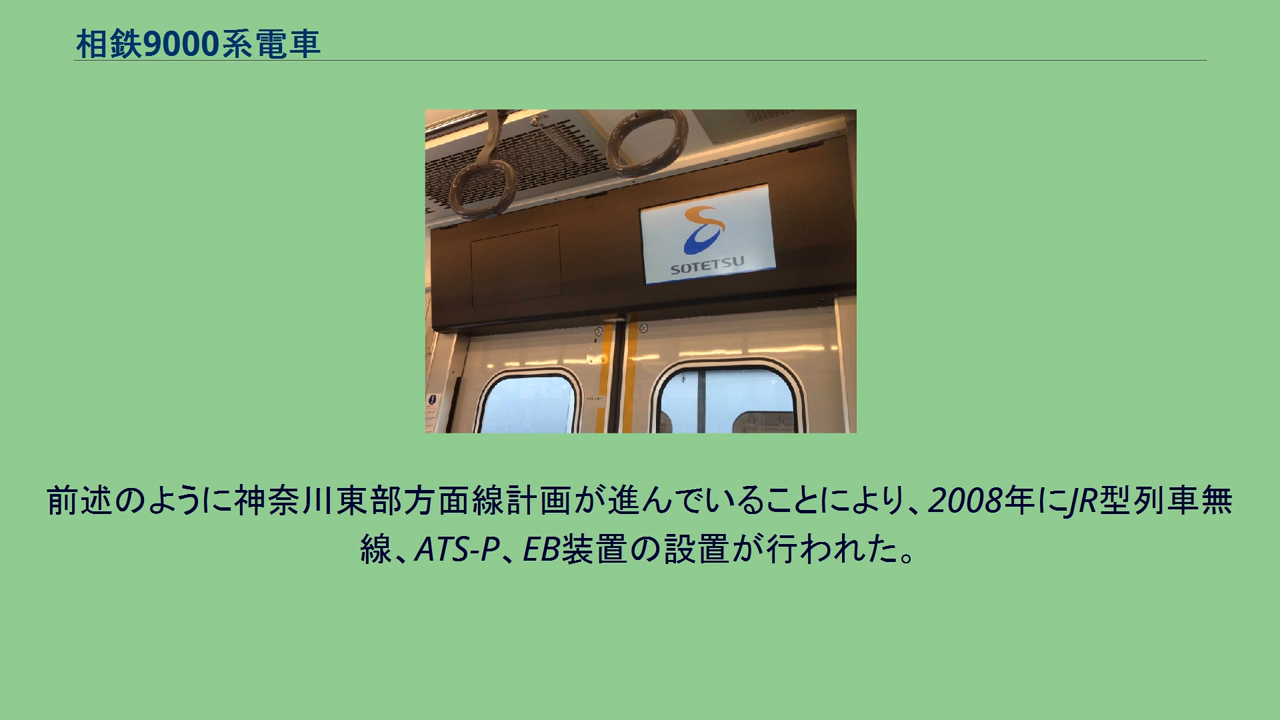 相鉄9000系電車
SOTETSU
前述のように神奈川東部方面線計画が進んでいることにより、2008年にJR型列車無
線、ATS-P、EB装置の設置が行われた。